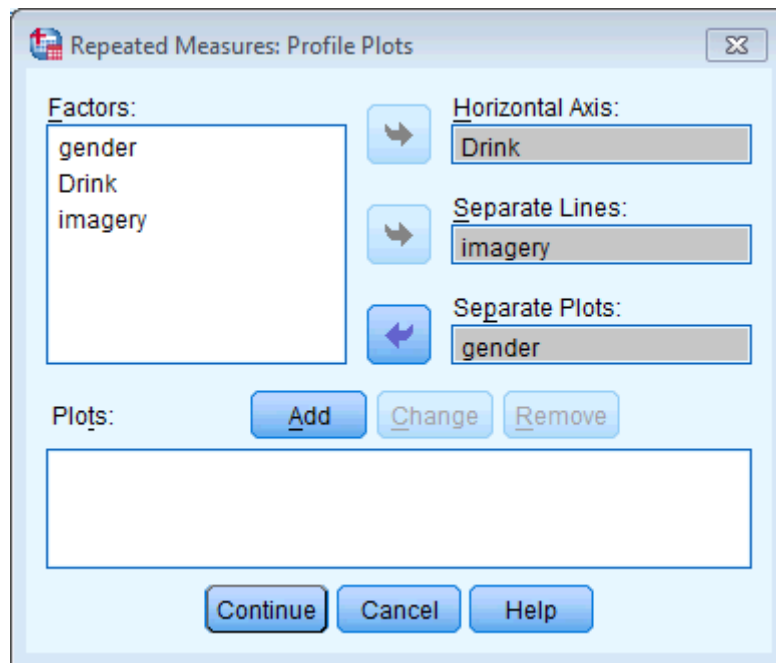 Repeated Measures: Profile Plots
Factors:
gender
Drink
imagery
Horizontal Axis:
Drink
Separate Lines:
imagery
Separate Plots:
gender
Plots:
Add Change Remove
Continue Cancel Help